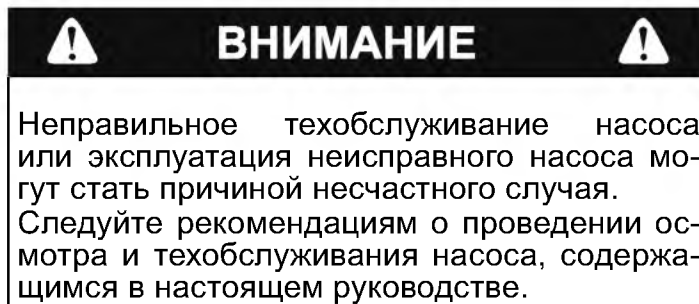 ВНИМАНИЕ
Неправильное техобслуживание насоса
или эксплуатация неисправного насоса мо-
гут стать причиной несчастного случая.
Следуйте рекомендациям о проведении ос-
мотра и техобслуживания насоса, содержа-
щимся в настоящем руководстве.